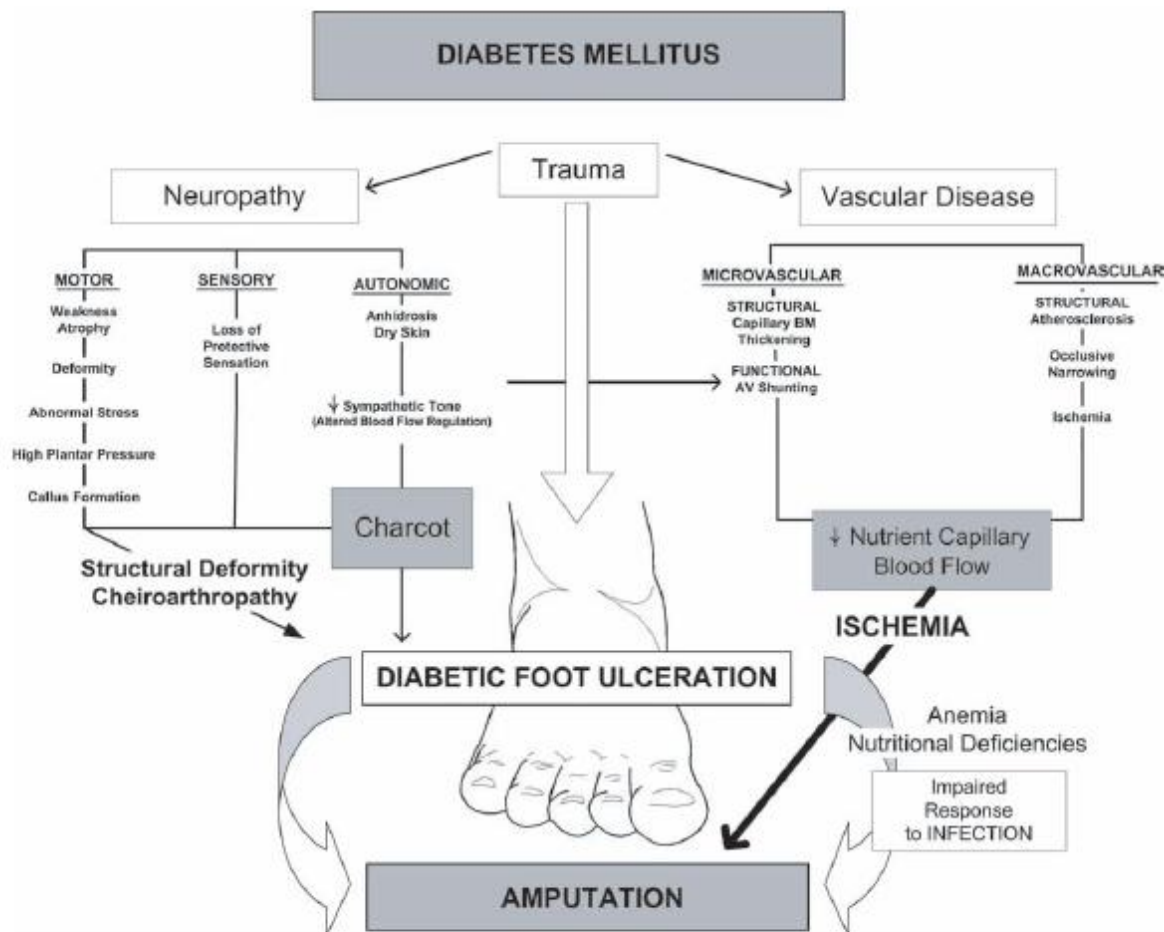 DIABETES MELLITUS
Trauma
Neuropathy
Vascular Disease
MOTOR
Weakness
Atrophy
Deformity
Abnormal Stress
High Plantar Pressure
Callus Formation
SENSORY
Loss of
Protective
Sensation
AUTONOMIC
Anhidrosis
Dry Skin
↓ Sympathetic Tone
(Altered Blood Flow Regulation)
MICROVASCULAR
STRUCTURAL
Capillary BM
Thickening
FUNCTIONAL
AV Shunting
MACROVASCULAR
STRUCTURAL
Atherosclerosis
Occlusive
Narrowing
Ischemia
Charcot
↓ Nutrient Capillary
Blood Flow
Structural Deformity
Cheiroarthropathy
ISCHEMIA
DIABETIC FOOT ULCERATION
Anemia
Nutritional Deficiencies
Impaired
Response
to INFECTION
AMPUTATION